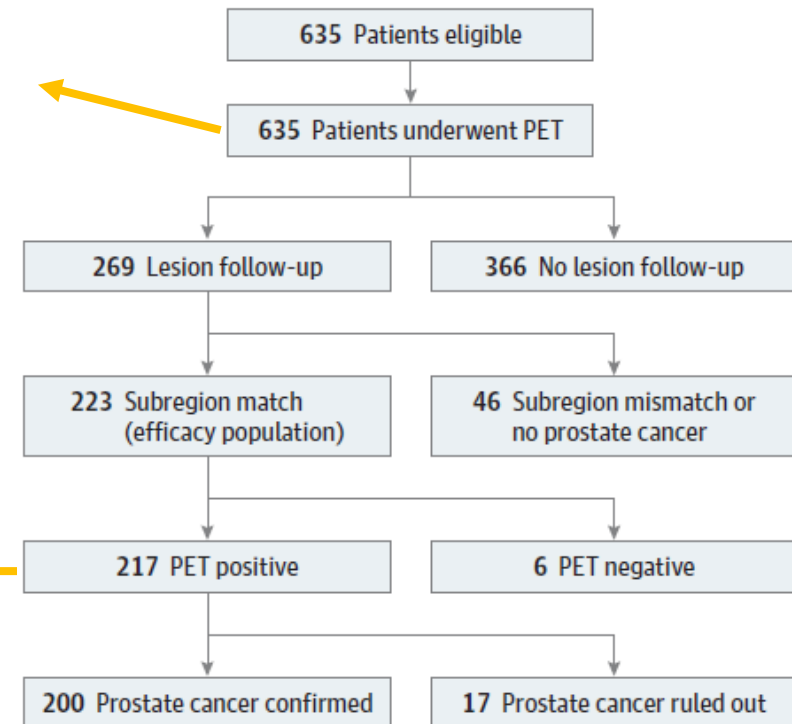 635 Patients eligible
635 Patients underwent PET
269 Lesion follow-up
366 No lesion follow-up
223 Subregion match
(efficacy population)
46 Subregion mismatch or
no prostate cancer
217 PET positive
6 PET negative
200 Prostate cancer confirmed
17 Prostate cancer ruled out